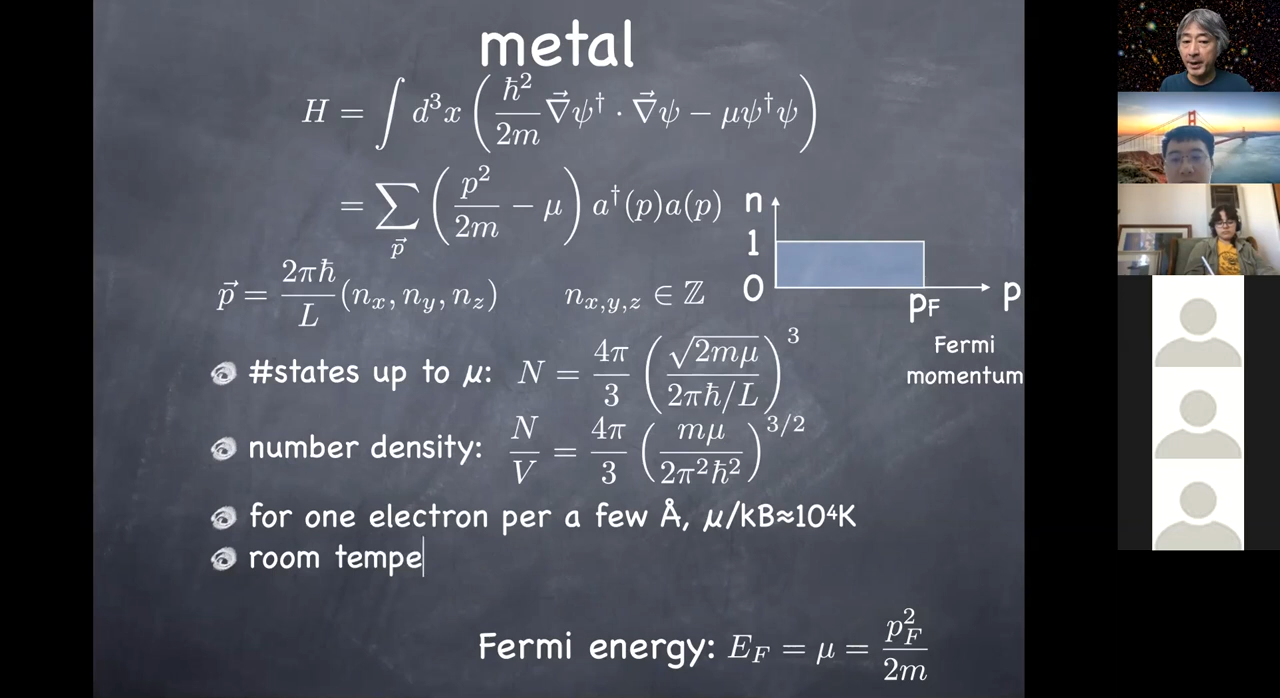 metal
H = ∫ d³x ( ħ²/2m ∇⃗ψ† · ∇⃗ψ − μψ†ψ )
= Σ_p⃗ ( p²/2m − μ ) a†(p)a(p)
n
1
0
p
pF
Fermi
momentum
p⃗ = 2πħ/L (n_x, n_y, n_z) n_{x,y,z} ∈ ℤ
#states up to μ: N = 4π/3 ( √(2mμ) / (2πħ/L) )³
number density: N/V = 4π/3 ( mμ / 2π²ħ² )^{3/2}
for one electron per a few Å, μ/kB≈10⁴K
room tempe
Fermi energy: E_F = μ = p_F²/2m